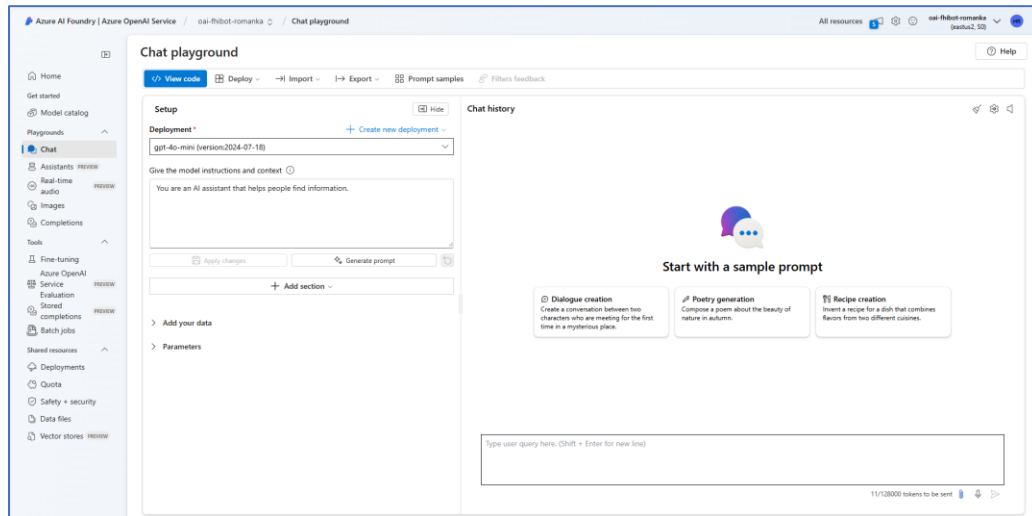 Azure AI Foundry | Azure OpenAI Service / oai-fhibot-romanka / Chat playground
All resources 5 oai-fhibot-romanka
(eastus2, S0)
HR
Chat playground
Help
Home
Get started
Model catalog
Playgrounds
Chat
Assistants PREVIEW
Real-time
audio PREVIEW
Images
Completions
Tools
Fine-tuning
Azure OpenAI
Service PREVIEW
Evaluation
Stored
completions PREVIEW
Batch jobs
Shared resources
Deployments
Quota
Safety + security
Data files
Vector stores PREVIEW
View code Deploy Import Export Prompt samples Filters feedback
Setup Hide
Deployment * + Create new deployment
gpt-4o-mini (version:2024-07-18)
Give the model instructions and context
You are an AI assistant that helps people find information.
Apply changes Generate prompt
+ Add section
Add your data
Parameters
Chat history
Start with a sample prompt
Dialogue creation
Create a conversation between two
characters who are meeting for the first
time in a mysterious place.
Poetry generation
Compose a poem about the beauty of
nature in autumn.
Recipe creation
Invent a recipe for a dish that combines
flavors from two different cuisines.
Type user query here. (Shift + Enter for new line)
11/128000 tokens to be sent